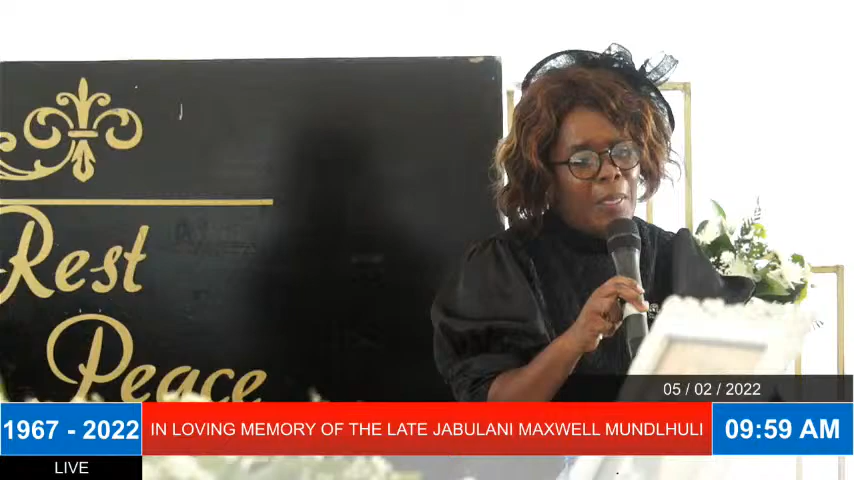 Rest
Peace
05 / 02 / 2022
1967 - 2022
IN LOVING MEMORY OF THE LATE JABULANI MAXWELL MUNDLHULI
09:59 AM
LIVE